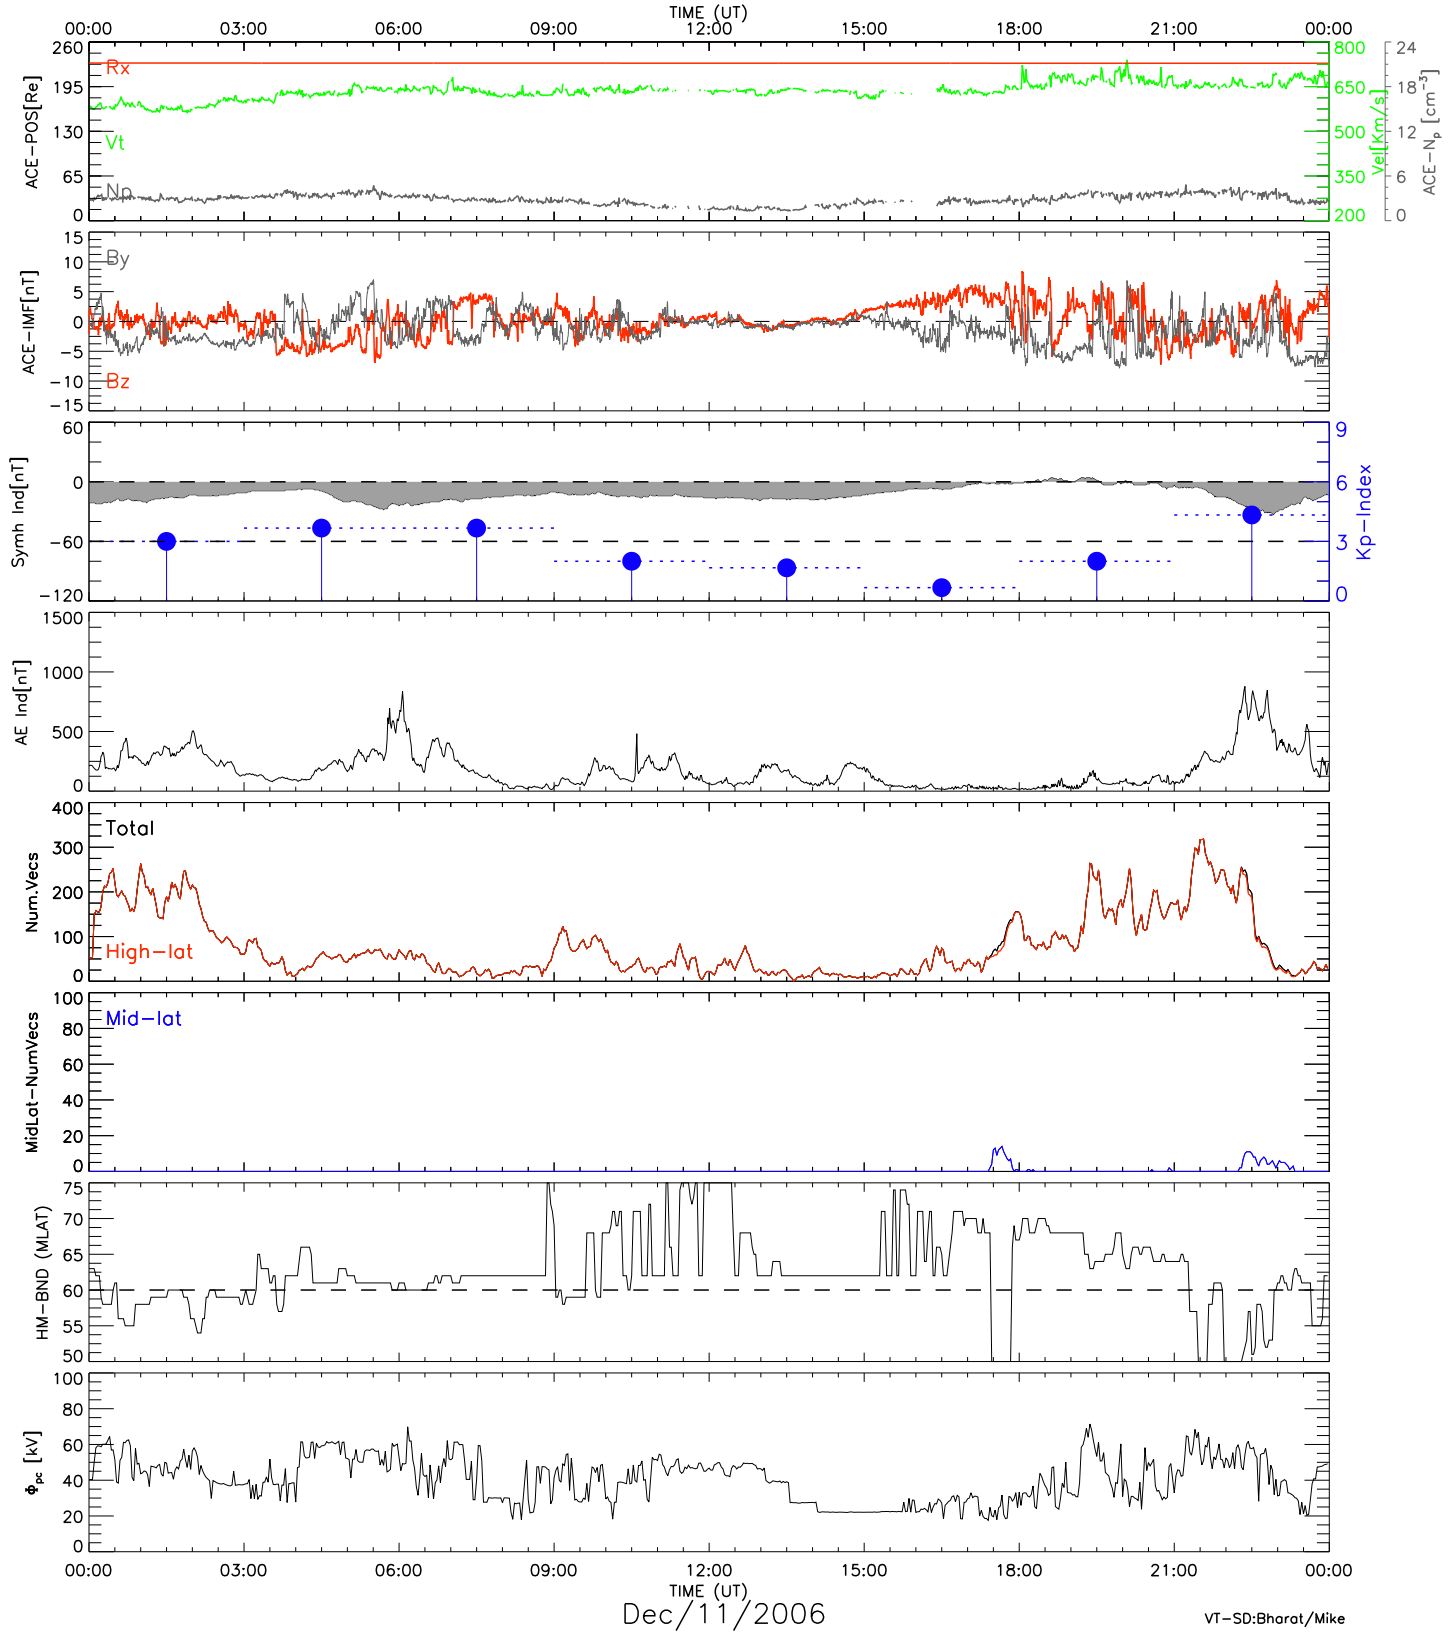 TIME (UT)
00:00 03:00 06:00 09:00 12:00 15:00 18:00 21:00 00:00
260 195 130 65 0
ACE-POS[Re]
Rx
Vt
Np
800 650 500 350 200
Vel[Km/s]
24 18 12 6 0
ACE-Np [cm-3]
15 10 5 0 -5 -10 -15
ACE-IMF[nT]
By
Bz
60 0 -60 -120
Symh Ind[nT]
9 6 3 0
Kp-Index
1500 1000 500 0
AE Ind[nT]
400 300 200 100 0
Num.Vecs
Total
High-lat
100 80 60 40 20 0
MidLat-NumVecs
Mid-lat
75 70 65 60 55 50
HM-BND (MLAT)
100 80 60 40 20 0
Φpc [kV]
00:00 03:00 06:00 09:00 12:00 15:00 18:00 21:00 00:00
TIME (UT)
Dec/11/2006
VT-SD:Bharat/Mike